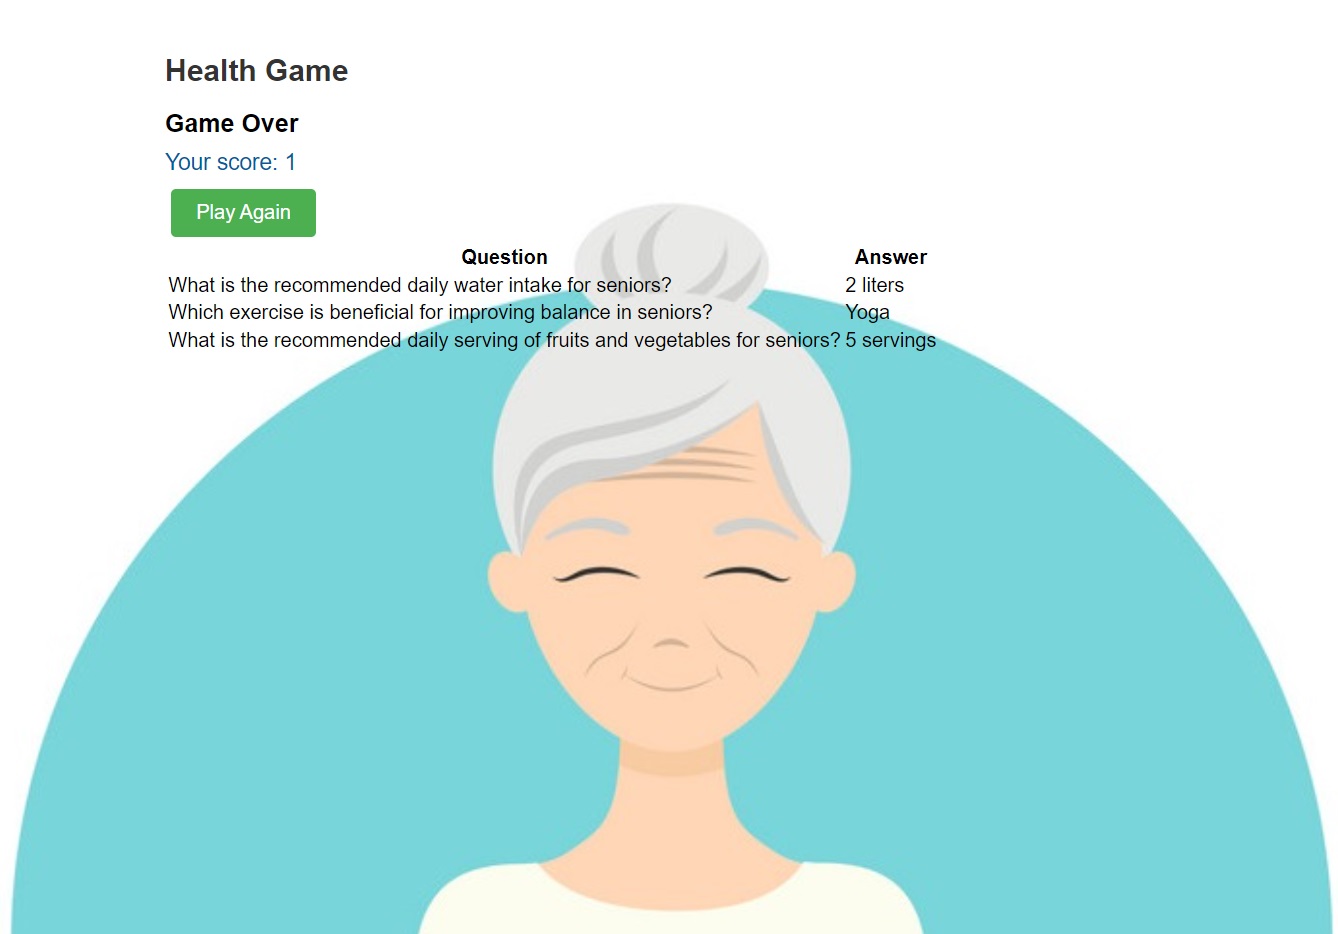 Health Game
Game Over
Your score: 1
Play Again
Question Answer
What is the recommended daily water intake for seniors? 2 liters
Which exercise is beneficial for improving balance in seniors? Yoga
What is the recommended daily serving of fruits and vegetables for seniors? 5 servings